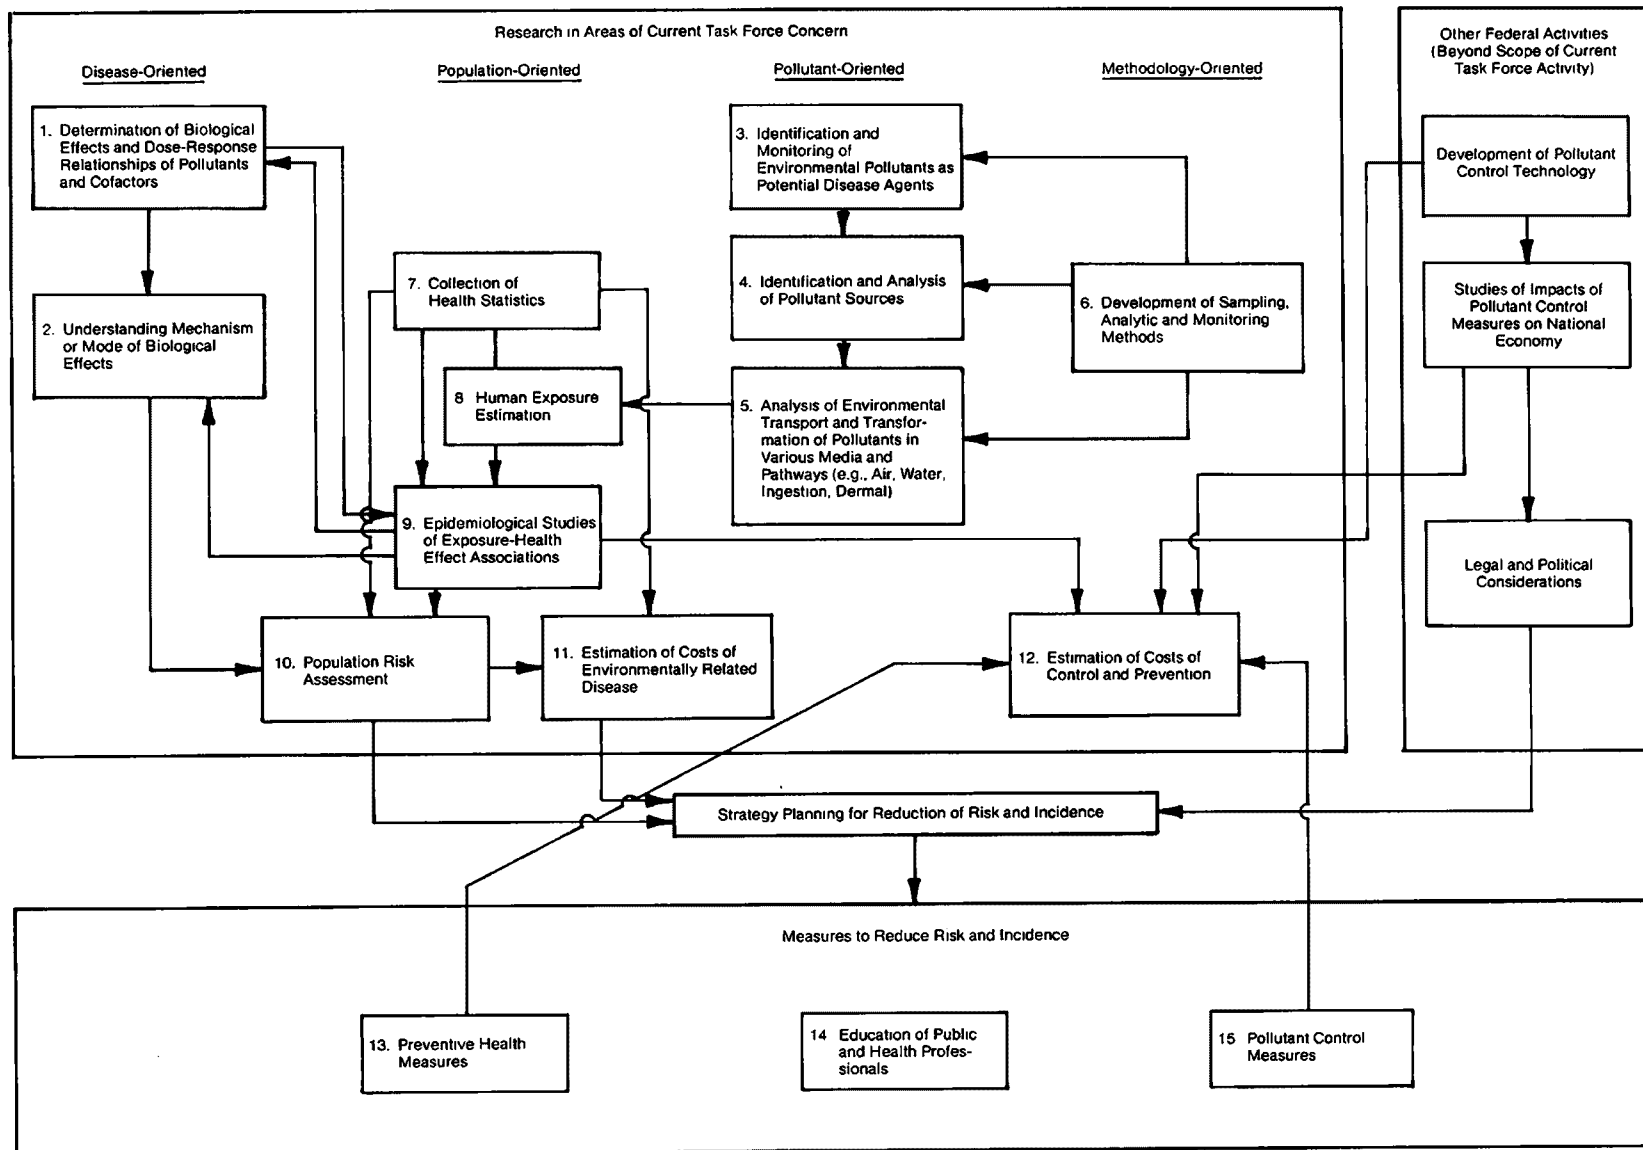 Research in Areas of Current Task Force Concern
Disease-Oriented
Population-Oriented
Pollutant-Oriented
Methodology-Oriented
1. Determination of Biological
Effects and Dose-Response
Relationships of Pollutants
and Cofactors
2. Understanding Mechanism
or Mode of Biological
Effects
7. Collection of
Health Statistics
8 Human Exposure
Estimation
9. Epidemiological Studies
of Exposure-Health
Effect Associations
3. Identification and
Monitoring of
Environmental Pollutants as
Potential Disease Agents
4. Identification and Analysis
of Pollutant Sources
5. Analysis of Environmental
Transport and Transfor-
mation of Pollutants in
Various Media and
Pathways (e.g., Air, Water,
Ingestion, Dermal)
6. Development of Sampling,
Analytic and Monitoring
Methods
10. Population Risk
Assessment
11. Estimation of Costs of
Environmentally Related
Disease
12. Estimation of Costs of
Control and Prevention
Other Federal Activities
(Beyond Scope of Current
Task Force Activity)
Development of Pollutant
Control Technology
Studies of Impacts of
Pollutant Control
Measures on National
Economy
Legal and Political
Considerations
Strategy Planning for Reduction of Risk and Incidence
Measures to Reduce Risk and Incidence
13. Preventive Health
Measures
14 Education of Public
and Health Profes-
sionals
15 Pollutant Control
Measures